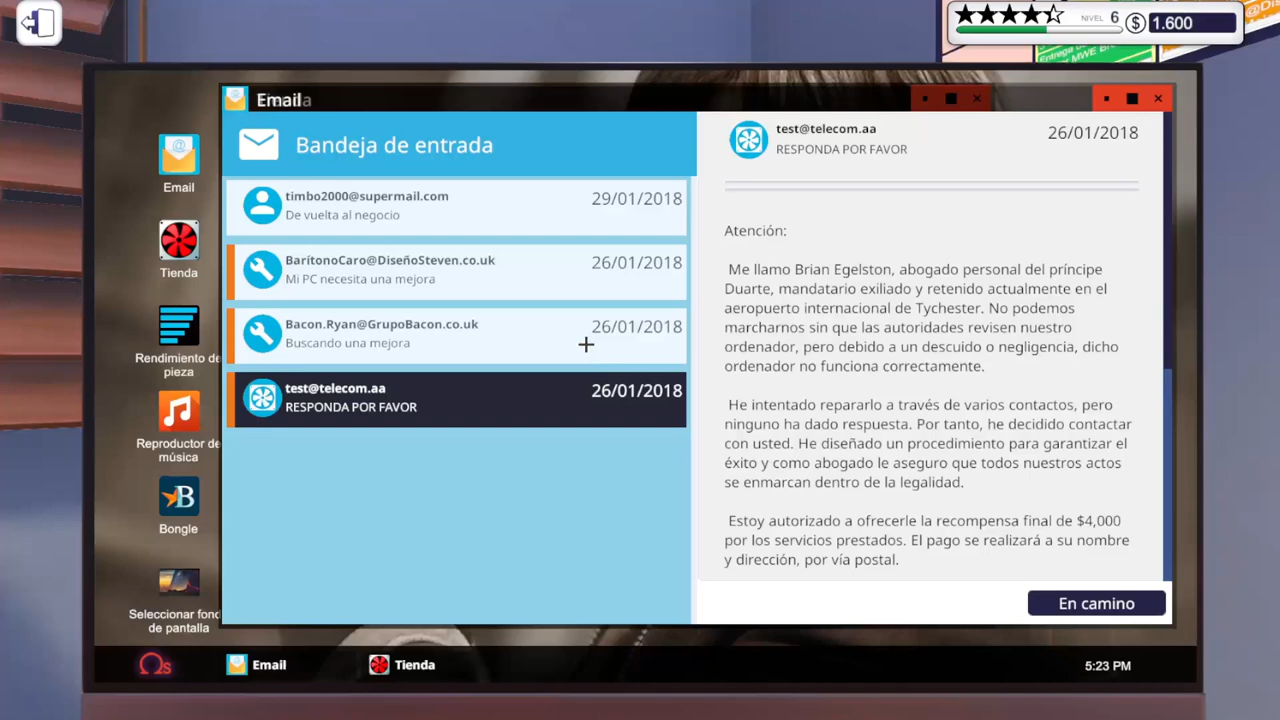 NIVEL 6
$ 1.600
Entrega d
Email
Bandeja de entrada
timbo2000@supermail.com
29/01/2018
De vuelta al negocio
BarítonoCaro@DiseñoSteven.co.uk
26/01/2018
Mi PC necesita una mejora
Bacon.Ryan@GrupoBacon.co.uk
26/01/2018
Buscando una mejora
test@telecom.aa
26/01/2018
RESPONDA POR FAVOR
test@telecom.aa
26/01/2018
RESPONDA POR FAVOR
Atención:
Me llamo Brian Egelston, abogado personal del príncipe
Duarte, mandatario exiliado y retenido actualmente en el
aeropuerto internacional de Tychester. No podemos
marcharnos sin que las autoridades revisen nuestro
ordenador, pero debido a un descuido o negligencia, dicho
ordenador no funciona correctamente.
He intentado repararlo a través de varios contactos, pero
ninguno ha dado respuesta. Por tanto, he decidido contactar
con usted. He diseñado un procedimiento para garantizar el
éxito y como abogado le aseguro que todos nuestros actos
se enmarcan dentro de la legalidad.
Estoy autorizado a ofrecerle la recompensa final de $4,000
por los servicios prestados. El pago se realizará a su nombre
y dirección, por vía postal.
En camino
Email
Tienda
Rendimiento de
pieza
Reproductor de
música
Bongle
Seleccionar fond
de pantalla
Ωs
Email
Tienda
5:23 PM